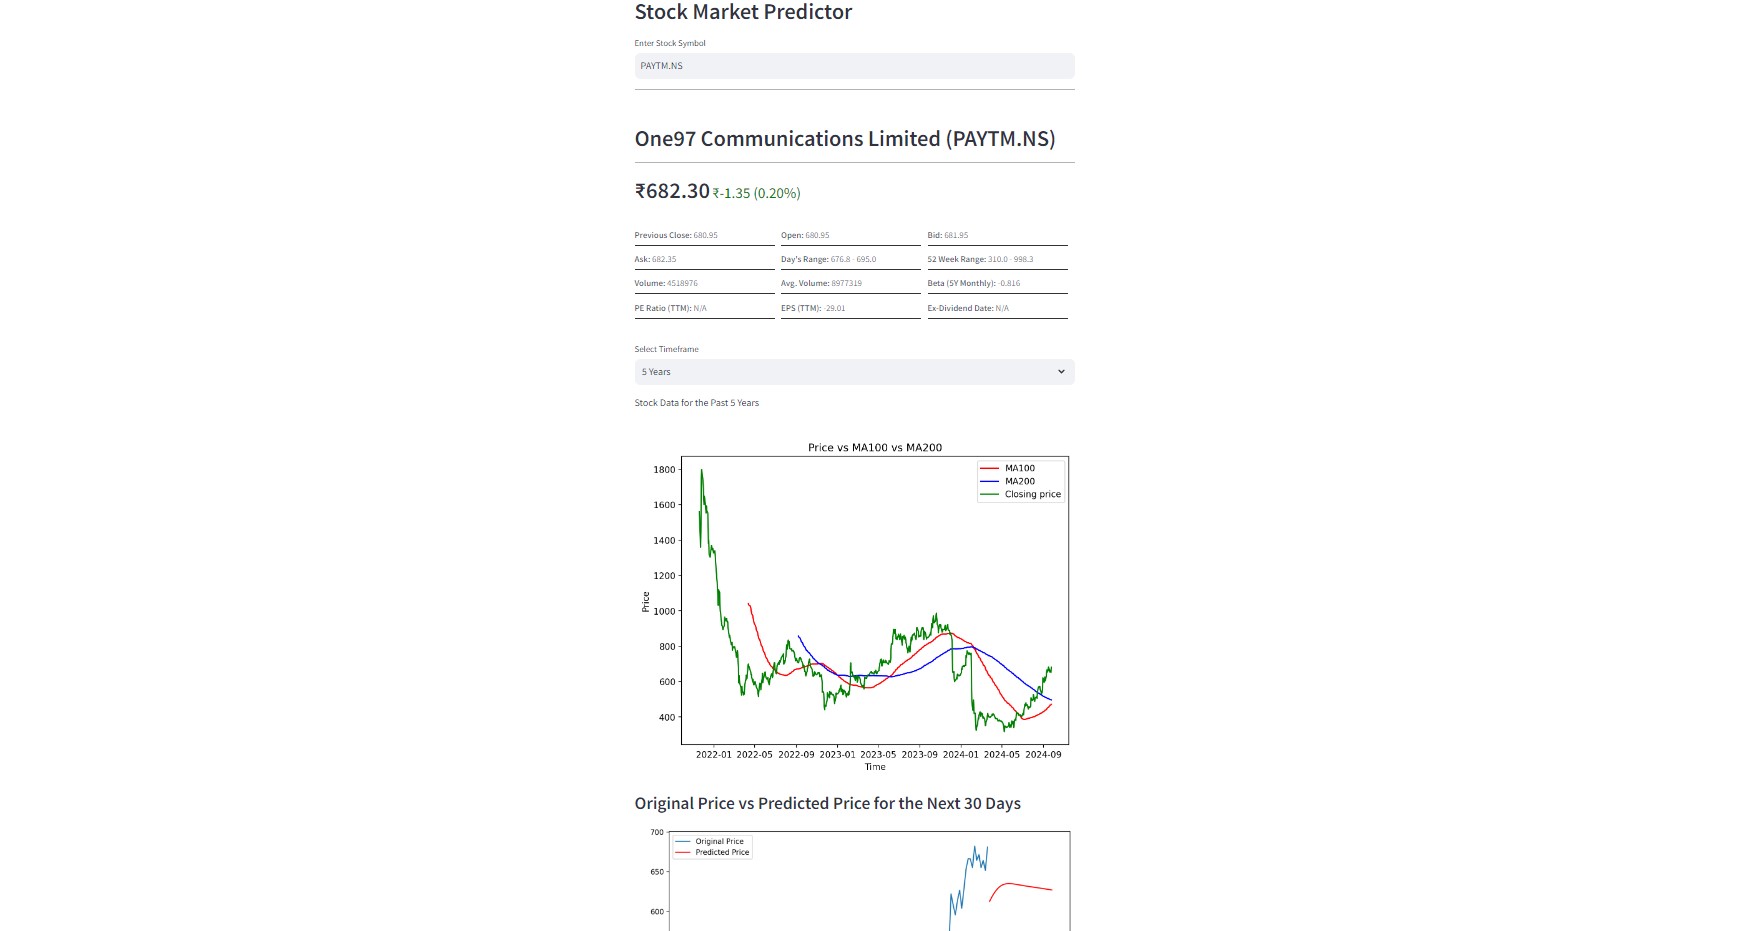 Stock Market Predictor
Enter Stock Symbol
PAYTM.NS
One97 Communications Limited (PAYTM.NS)
₹682.30 ₹-1.35 (0.20%)
Previous Close: 680.95 Open: 680.95 Bid: 681.95
Ask: 682.35 Day's Range: 676.8 - 695.0 52 Week Range: 310.0 - 998.3
Volume: 4518976 Avg. Volume: 8977319 Beta (5Y Monthly): -0.816
PE Ratio (TTM): N/A EPS (TTM): -29.01 Ex-Dividend Date: N/A
Select Timeframe
5 Years
Stock Data for the Past 5 Years
Price vs MA100 vs MA200
MA100
MA200
Closing price
1800
1600
1400
1200
1000
800
600
400
Price
2022-01 2022-05 2022-09 2023-01 2023-05 2023-09 2024-01 2024-05 2024-09
Time
Original Price vs Predicted Price for the Next 30 Days
Original Price
Predicted Price
700
650
600